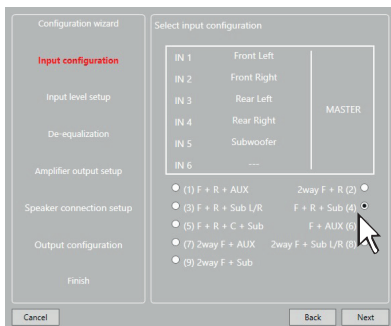 Configuration wizard
Input configuration
Input level setup
De-equalization
Amplifier output setup
Speaker connection setup
Output configuration
Finish
Select input configuration
IN 1 Front Left
IN 2 Front Right
IN 3 Rear Left
IN 4 Rear Right
IN 5 Subwoofer
IN 6 ---
MASTER
(1) F + R + AUX 2way F + R (2)
(3) F + R + Sub L/R F + R + Sub (4)
(5) F + R + C + Sub F + AUX (6)
(7) 2way F + AUX 2way F + Sub L/R (8)
(9) 2way F + Sub
Cancel Back Next